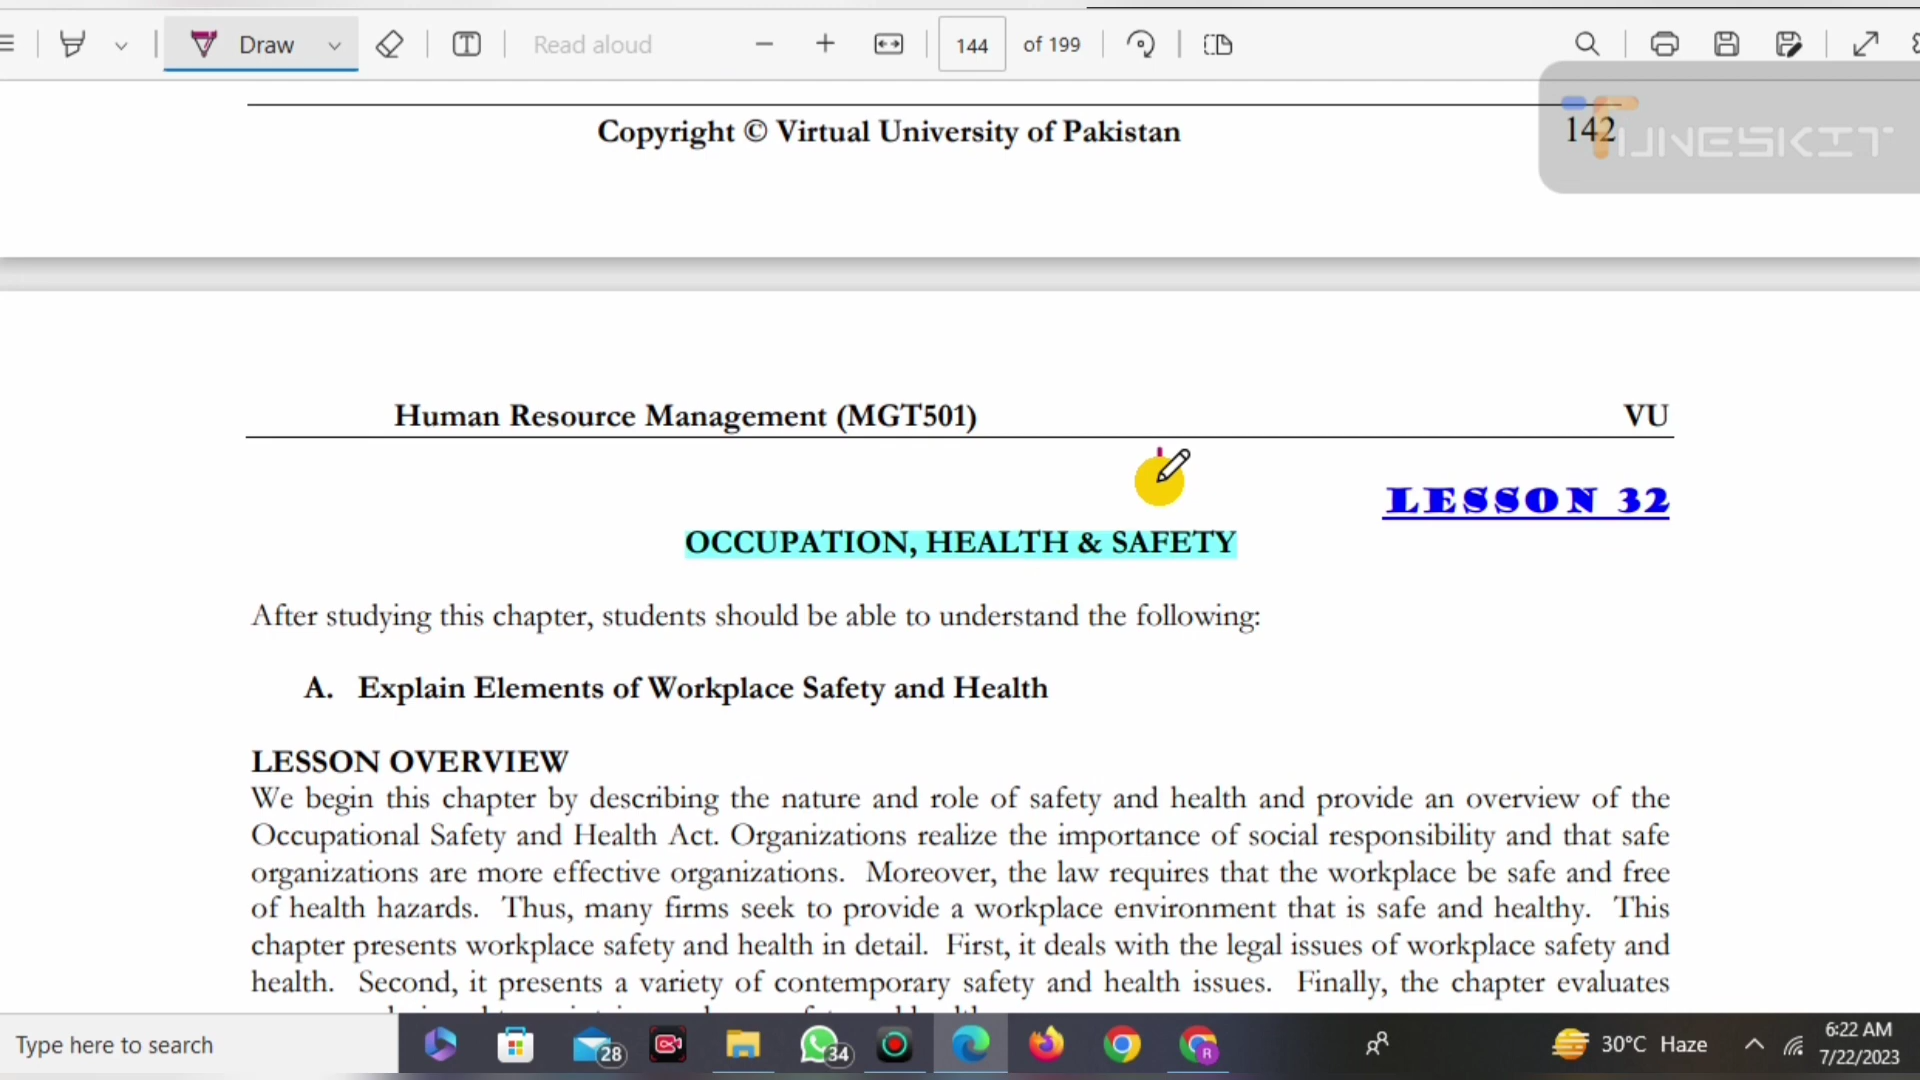 Draw
Read aloud
144 of 199
Copyright © Virtual University of Pakistan 142
TUNESKIT
Human Resource Management (MGT501) VU
LESSON 32
OCCUPATION, HEALTH & SAFETY
After studying this chapter, students should be able to understand the following:
A. Explain Elements of Workplace Safety and Health
LESSON OVERVIEW
We begin this chapter by describing the nature and role of safety and health and provide an overview of the
Occupational Safety and Health Act. Organizations realize the importance of social responsibility and that safe
organizations are more effective organizations. Moreover, the law requires that the workplace be safe and free
of health hazards. Thus, many firms seek to provide a workplace environment that is safe and healthy. This
chapter presents workplace safety and health in detail. First, it deals with the legal issues of workplace safety and
health. Second, it presents a variety of contemporary safety and health issues. Finally, the chapter evaluates
Type here to search
28
34
R
30°C Haze
6:22 AM
7/22/2023